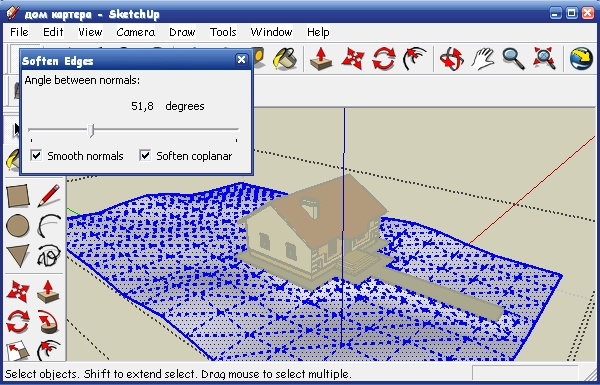 дом картера - SketchUp
File Edit View Camera Draw Tools Window Help
Soften Edges
Angle between normals:
51,8 degrees
Smooth normals Soften coplanar
Select objects. Shift to extend select. Drag mouse to select multiple.